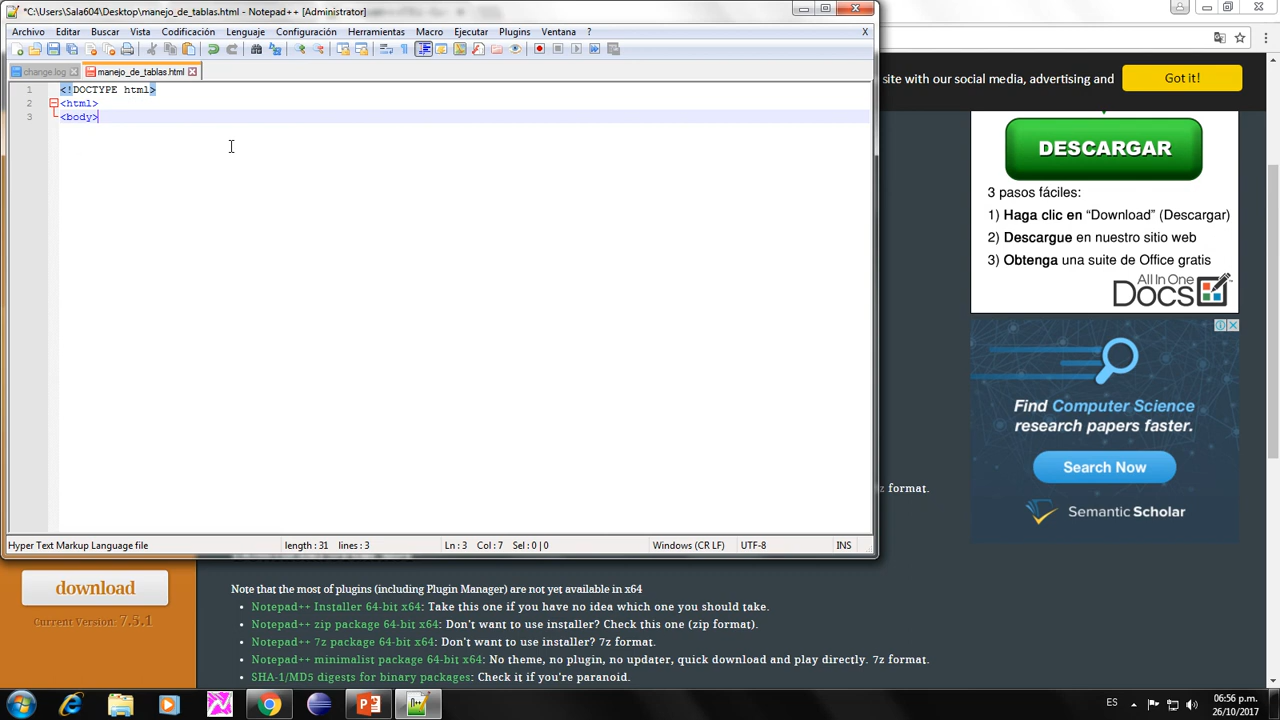 *C:\Users\Sala604\Desktop\manejo_de_tablas.html - Notepad++ [Administrator]
Archivo Editar Buscar Vista Codificación Lenguaje Configuración Herramientas Macro Ejecutar Plugins Ventana ? X
change.log manejo_de_tablas.html
1 <!DOCTYPE html>
2 <html>
3 <body>
Hyper Text Markup Language file length : 31 lines : 3 Ln : 3 Col : 7 Sel : 0 | 0 Windows (CR LF) UTF-8 INS
site with our social media, advertising and
Got it!
DESCARGAR
3 pasos fáciles:
1) Haga clic en “Download” (Descargar)
2) Descargue en nuestro sitio web
3) Obtenga una suite de Office gratis
All In One
Docs
Find Computer Science
research papers faster.
Search Now
Semantic Scholar
z format.
download
Current Version: 7.5.1
Note that the most of plugins (including Plugin Manager) are not yet available in x64
• Notepad++ Installer 64-bit x64: Take this one if you have no idea which one you should take.
• Notepad++ zip package 64-bit x64: Don't want to use installer? Check this one (zip format).
• Notepad++ 7z package 64-bit x64: Don't want to use installer? 7z format.
• Notepad++ minimalist package 64-bit x64: No theme, no plugin, no updater, quick download and play directly. 7z format.
• SHA-1/MD5 digests for binary packages: Check it if you're paranoid.
ES
06:56 p.m.
26/10/2017